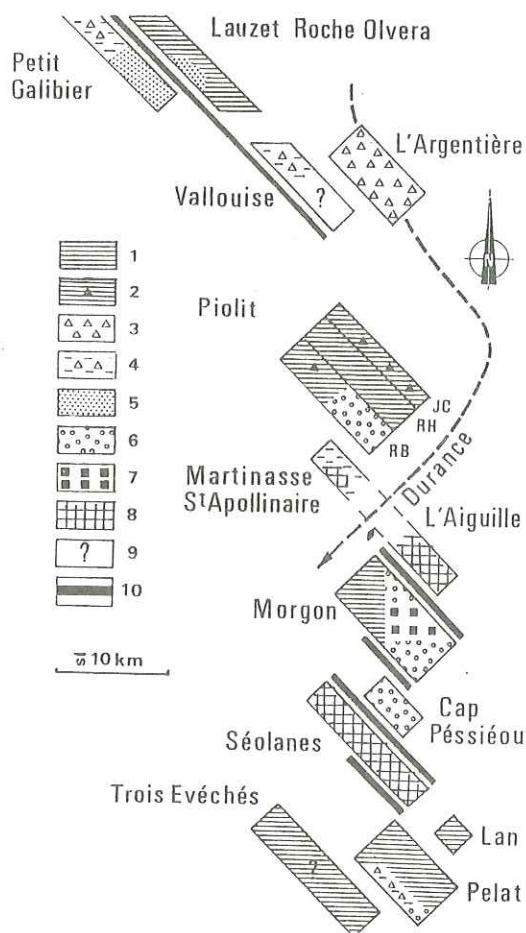 Lauzet Roche Olvera
Petit
Galibier
L'Argentière
Vallouise
?
1
2
3
4
5
6
7
8
? 9
10
Piolit
JC
RH
RB
Martinasse
St Apollinaire
Durance
L'Aiguille
Morgon
10 km
Cap
Péssiéou
Séolanes
Trois Evéchés
?
Lan
Pelat